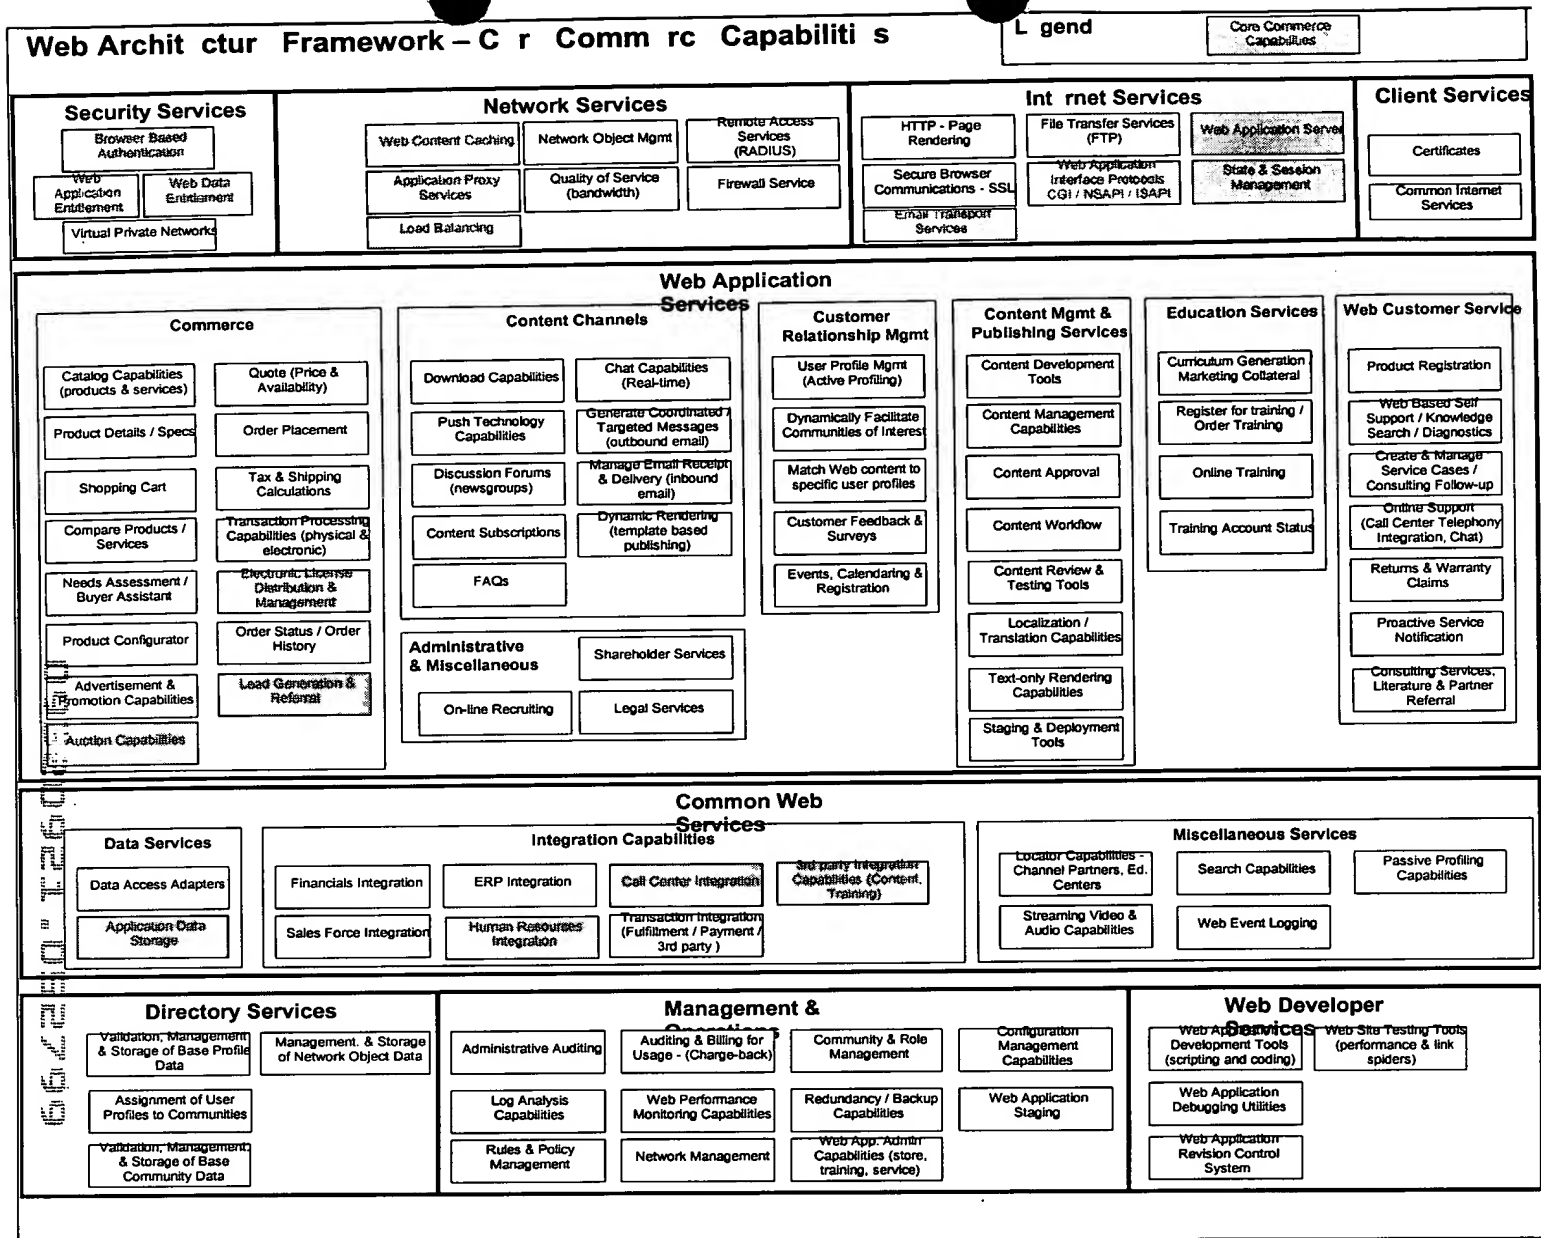 Web Archit ctur Framework – C r Comm rc Capabiliti s
L gend
Core Commerce
Capabilities
Security Services
Browser Based
Authentication
Web
Application
Entitlement
Web Data
Entitlement
Virtual Private Networks
Network Services
Web Content Caching
Network Object Mgmt
Remote Access
Services
(RADIUS)
Application Proxy
Services
Quality of Service
(bandwidth)
Firewall Service
Load Balancing
Int rnet Services
HTTP - Page
Rendering
File Transfer Services
(FTP)
Web Application Server
Secure Browser
Communications - SSL
Web Application
Interface Protocols
CGI / NSAPI / ISAPI
State & Session
Management
Email Transport
Services
Client Services
Certificates
Common Internet
Services
Web Application
Services
Commerce
Catalog Capabilities
(products & services)
Quote (Price &
Availability)
Product Details / Specs
Order Placement
Shopping Cart
Tax & Shipping
Calculations
Compare Products /
Services
Transaction Processing
Capabilities (physical &
electronic)
Needs Assessment /
Buyer Assistant
Electronic License
Distribution &
Management
Product Configurator
Order Status / Order
History
Advertisement &
Promotion Capabilities
Lead Generation &
Referral
Auction Capabilities
Content Channels
Download Capabilities
Chat Capabilities
(Real-time)
Push Technology
Capabilities
Generate Coordinated /
Targeted Messages
(outbound email)
Discussion Forums
(newsgroups)
Manage Email Receipt
& Delivery (inbound
email)
Content Subscriptions
Dynamic Rendering
(template based
publishing)
FAQs
Administrative
& Miscellaneous
Shareholder Services
On-line Recruiting
Legal Services
Customer
Relationship Mgmt
User Profile Mgmt
(Active Profiling)
Dynamically Facilitate
Communities of Interest
Match Web content to
specific user profiles
Customer Feedback &
Surveys
Events, Calendaring &
Registration
Content Mgmt &
Publishing Services
Content Development
Tools
Content Management
Capabilities
Content Approval
Content Workflow
Content Review &
Testing Tools
Localization /
Translation Capabilities
Text-only Rendering
Capabilities
Staging & Deployment
Tools
Education Services
Curriculum Generation /
Marketing Collateral
Register for training /
Order Training
Online Training
Training Account Status
Web Customer Service
Product Registration
Web Based Self
Support / Knowledge
Search / Diagnostics
Create & Manage
Service Cases /
Consulting Follow-up
Online Support
(Call Center Telephony
Integration, Chat)
Returns & Warranty
Claims
Proactive Service
Notification
Consulting Services,
Literature & Partner
Referral
Common Web
Services
Data Services
Data Access Adapters
Application Data
Storage
Integration Capabilities
Financials Integration
ERP Integration
Call Center Integration
3rd party Integration
Capabilities (Content,
Training)
Sales Force Integration
Human Resources
Integration
Transaction Integration
(Fulfillment / Payment /
3rd party )
Miscellaneous Services
Locator Capabilities -
Channel Partners, Ed.
Centers
Search Capabilities
Passive Profiling
Capabilities
Streaming Video &
Audio Capabilities
Web Event Logging
Directory Services
Validation, Management
& Storage of Base Profile
Data
Management. & Storage
of Network Object Data
Assignment of User
Profiles to Communities
Validation, Management
& Storage of Base
Community Data
Management &
Operations
Administrative Auditing
Auditing & Billing for
Usage - (Charge-back)
Community & Role
Management
Configuration
Management
Capabilities
Log Analysis
Capabilities
Web Performance
Monitoring Capabilities
Redundancy / Backup
Capabilities
Web Application
Staging
Rules & Policy
Management
Network Management
Web App. Admin
Capabilities (store,
training, service)
Web Developer
Services
Web Application
Development Tools
(scripting and coding)
Web Site Testing Tools
(performance & link
spiders)
Web Application
Debugging Utilities
Web Application
Revision Control
System